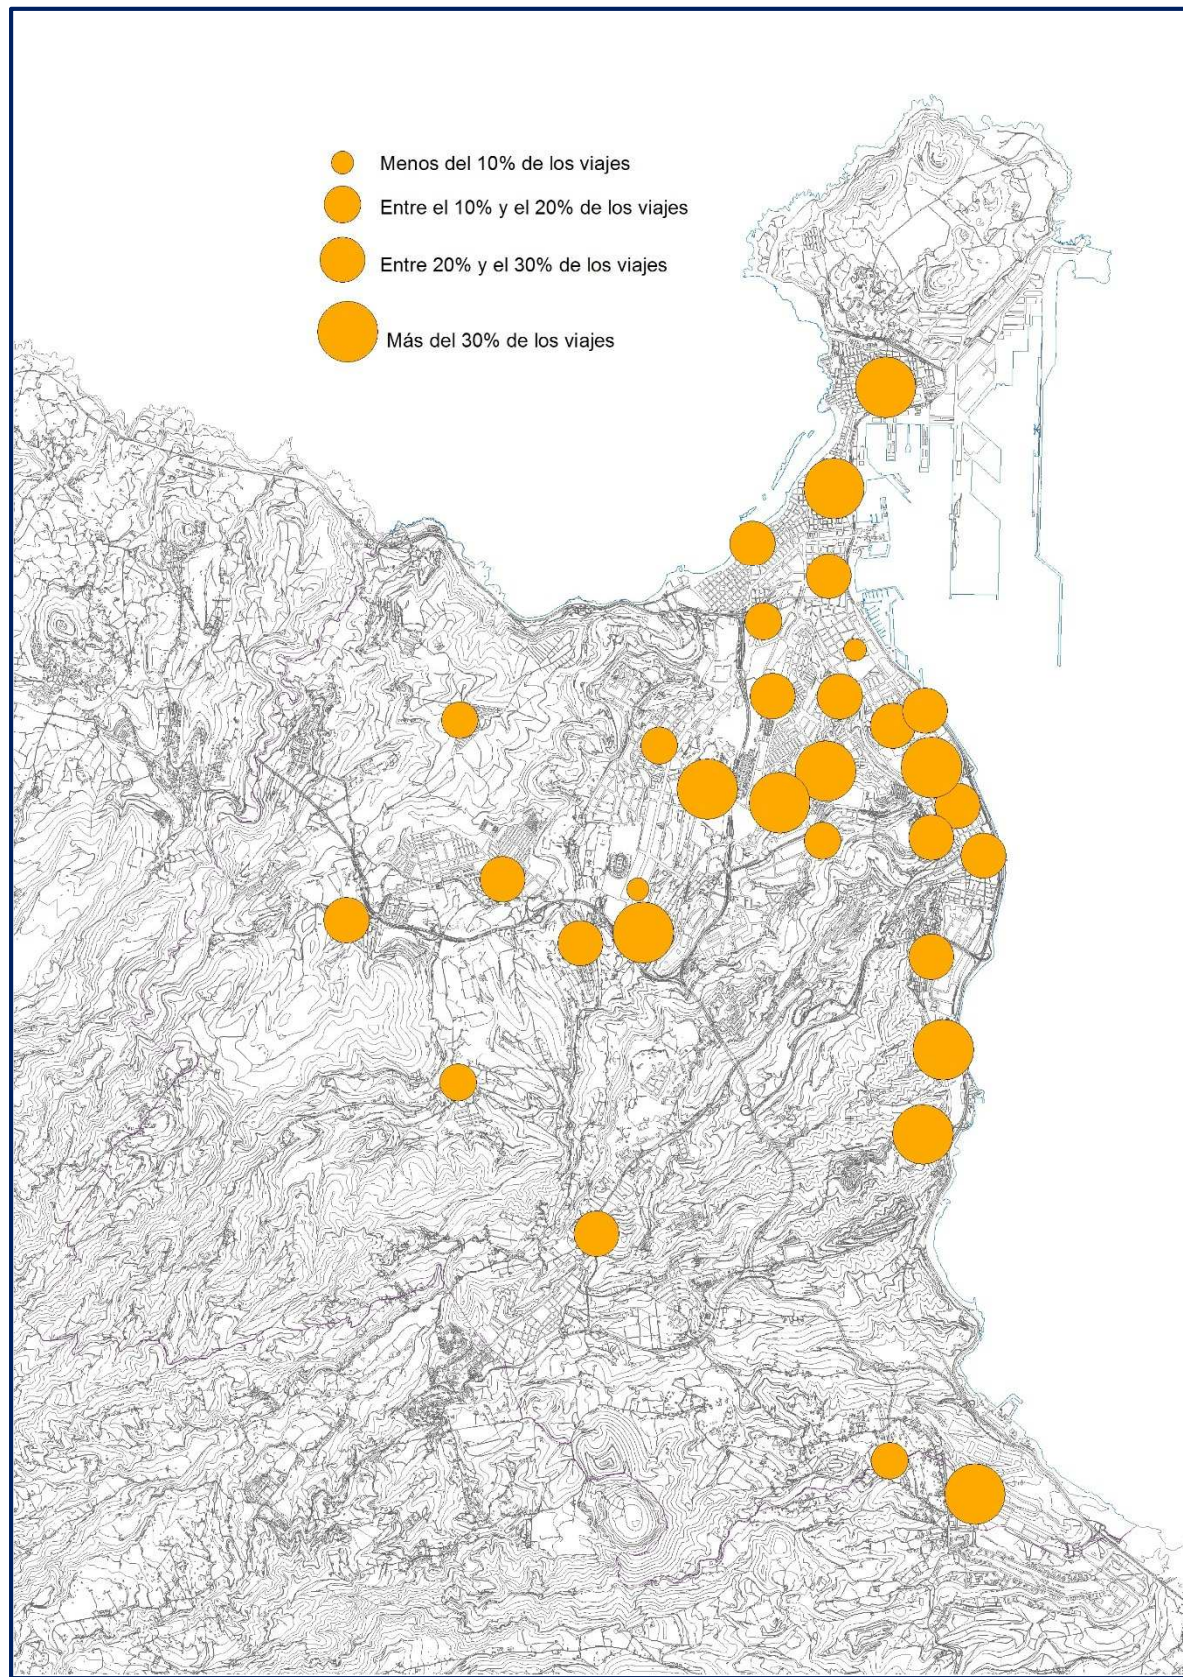 Menos del 10% de los viajes
Entre el 10% y el 20% de los viajes
Entre 20% y el 30% de los viajes
Más del 30% de los viajes